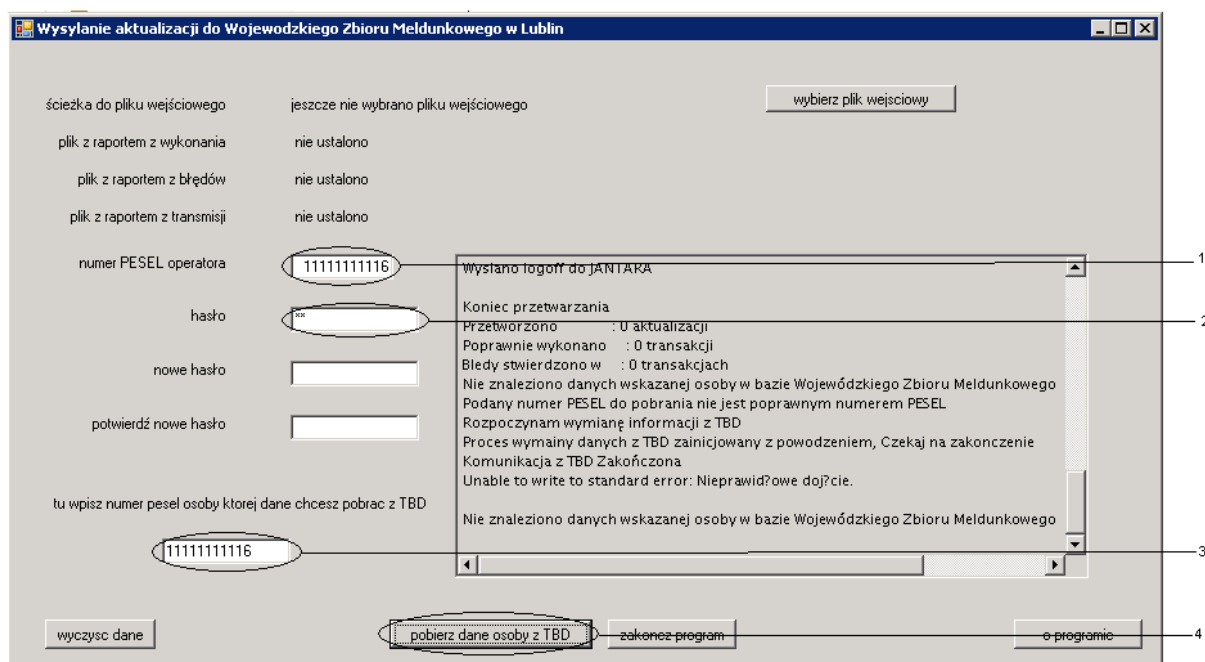 Wysylanie aktualizacji do Wojewodzkiego Zbioru Meldunkowego w Lublin
ścieżka do pliku wejściowego
jeszcze nie wybrano pliku wejściowego
wybierz plik wejsciowy
plik z raportem z wykonania
nie ustalono
plik z raportem z błędów
nie ustalono
plik z raportem z transmisji
nie ustalono
numer PESEL operatora
11111111116
1
hasło
**
2
nowe hasło
potwierdź nowe hasło
Wyslano logoff do JANTARA
Koniec przetwarzania
Przetworzono : 0 aktualizacji
Poprawnie wykonano : 0 transakcji
Bledy stwierdzono w : 0 transakcjach
Nie znaleziono danych wskazanej osoby w bazie Wojewódzkiego Zbioru Meldunkowego
Podany numer PESEL do pobrania nie jest poprawnym numerem PESEL
Rozpoczynam wymianę informacji z TBD
Proces wymainy danych z TBD zainicjowany z powodzeniem, Czekaj na zakonczenie
Komunikacja z TBD Zakończona
Unable to write to standard error: Nieprawid?owe doj?cie.
Nie znaleziono danych wskazanej osoby w bazie Wojewódzkiego Zbioru Meldunkowego
tu wpisz numer pesel osoby ktorej dane chcesz pobrac z TBD
11111111116
3
wyczysc dane
pobierz dane osoby z TBD
zakoncz program
o programie
4